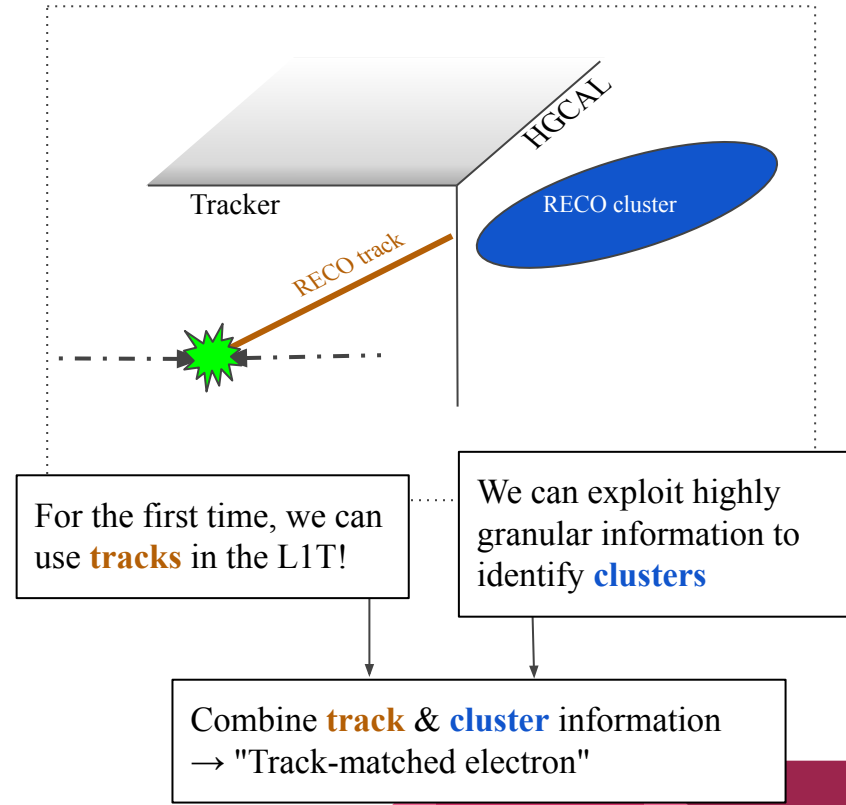 HGCAL
Tracker
RECO cluster
RECO track
For the first time, we can
use tracks in the L1T!
We can exploit highly
granular information to
identify clusters
Combine track & cluster information
→ "Track-matched electron"